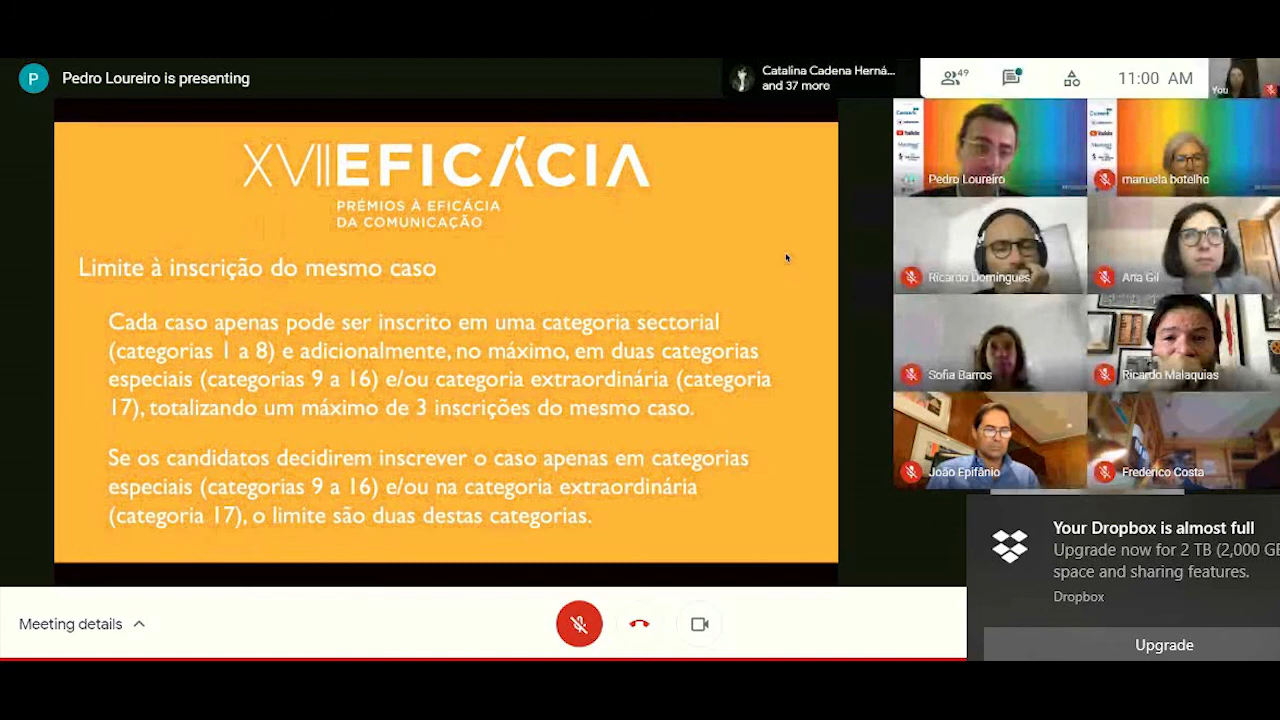 P
Pedro Loureiro is presenting
Catalina Cadena Herná...
and 37 more
49
11:00 AM
You
XVII EFICÁCIA
PRÉMIOS À EFICÁCIA
DA COMUNICAÇÃO
Limite à inscrição do mesmo caso
Cada caso apenas pode ser inscrito em uma categoria sectorial
(categorias 1 a 8) e adicionalmente, no máximo, em duas categorias
especiais (categorias 9 a 16) e/ou categoria extraordinária (categoria
17), totalizando um máximo de 3 inscrições do mesmo caso.
Se os candidatos decidirem inscrever o caso apenas em categorias
especiais (categorias 9 a 16) e/ou na categoria extraordinária
(categoria 17), o limite são duas destas categorias.
YouTube
Pedro Loureiro
YouTube
manuela botelho
Ricardo Domingues
Ana Gil
Sofia Barros
Ricardo Malaquias
João Epifânio
Frederico Costa
Your Dropbox is almost full
Upgrade now for 2 TB (2,000 GB
space and sharing features.
Dropbox
Upgrade
Meeting details